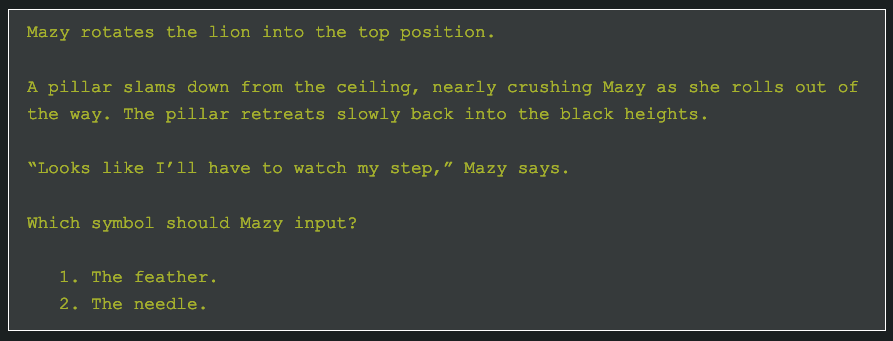 Mazy rotates the lion into the top position.
A pillar slams down from the ceiling, nearly crushing Mazy as she rolls out of
the way. The pillar retreats slowly back into the black heights.
“Looks like I’ll have to watch my step,” Mazy says.
Which symbol should Mazy input?
1. The feather.
2. The needle.